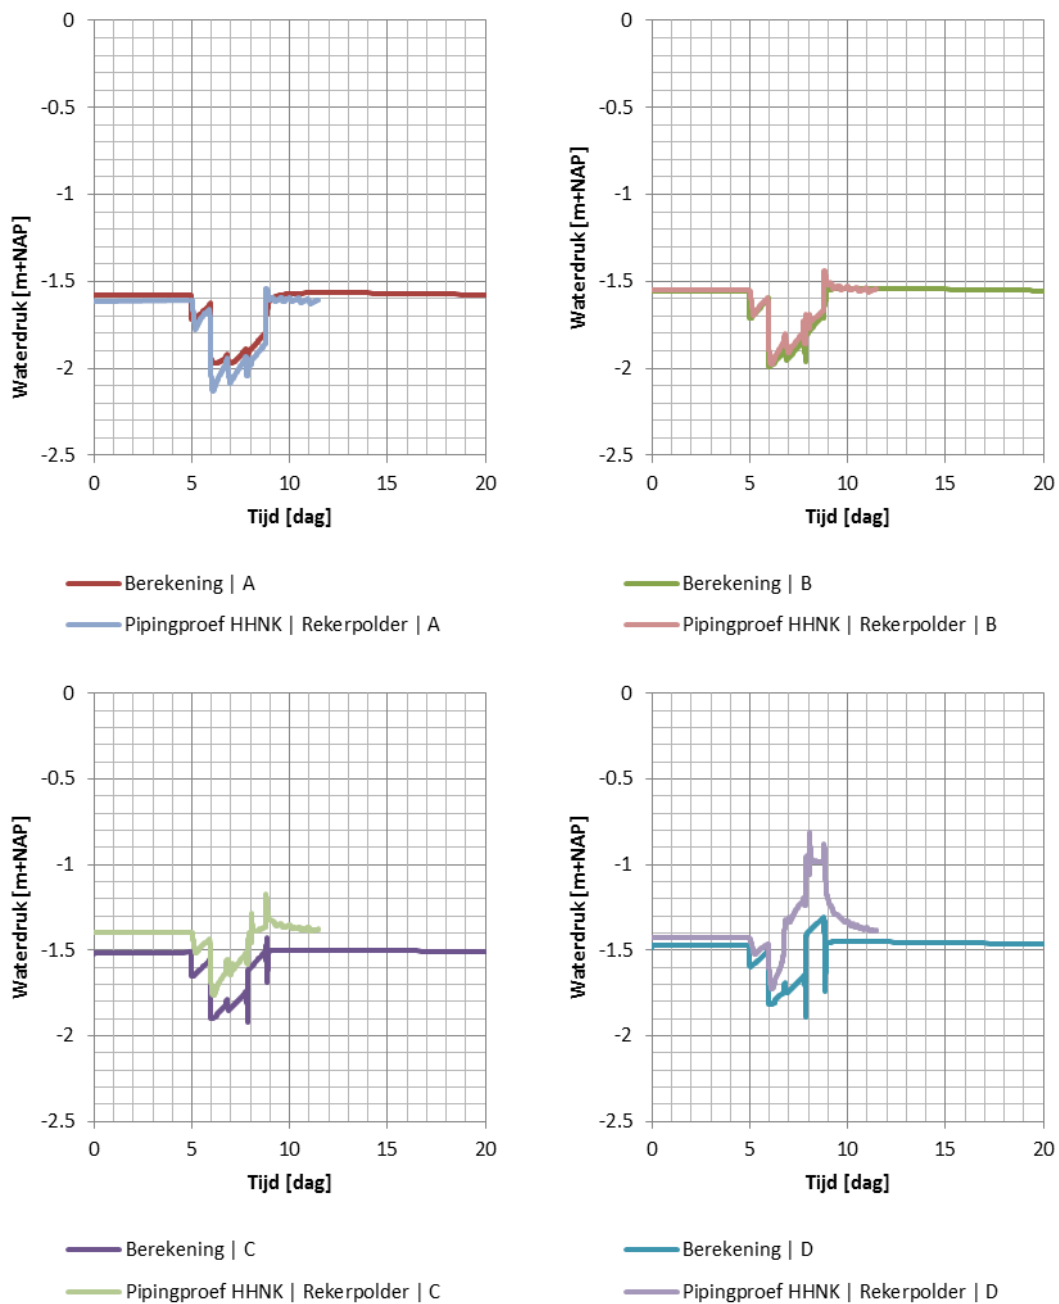 0
-0.5
-1
-1.5
-2
-2.5
Waterdruk [m+NAP]
0 5 10 15 20
Tijd [dag]
Berekening | A
Pipingproef HHNK | Rekerpolder | A
0
-0.5
-1
-1.5
-2
-2.5
Waterdruk [m+NAP]
0 5 10 15 20
Tijd [dag]
Berekening | B
Pipingproef HHNK | Rekerpolder | B
0
-0.5
-1
-1.5
-2
-2.5
Waterdruk [m+NAP]
0 5 10 15 20
Tijd [dag]
Berekening | C
Pipingproef HHNK | Rekerpolder | C
0
-0.5
-1
-1.5
-2
-2.5
Waterdruk [m+NAP]
0 5 10 15 20
Tijd [dag]
Berekening | D
Pipingproef HHNK | Rekerpolder | D